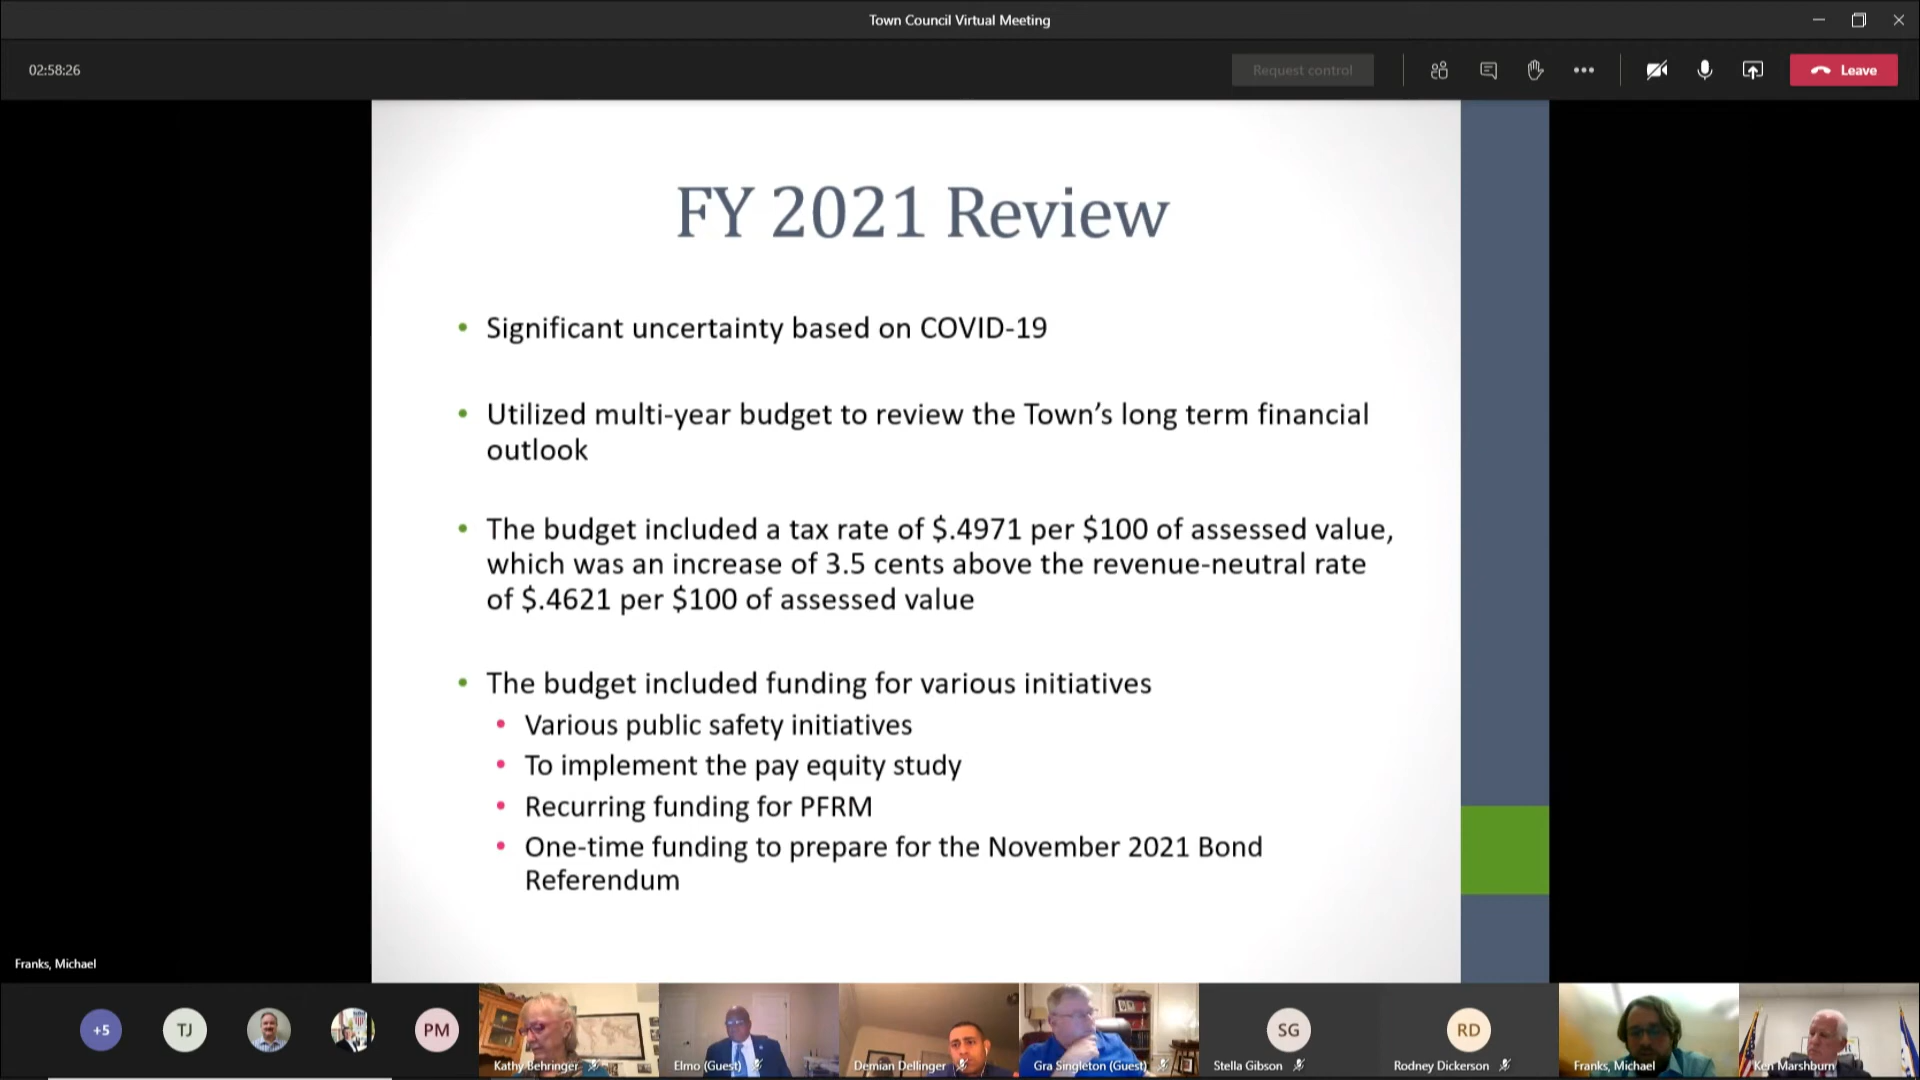 Town Council Virtual Meeting
02:58:26
Request control
Leave
FY 2021 Review
• Significant uncertainty based on COVID-19
• Utilized multi-year budget to review the Town’s long term financial
outlook
• The budget included a tax rate of $.4971 per $100 of assessed value,
which was an increase of 3.5 cents above the revenue-neutral rate
of $.4621 per $100 of assessed value
• The budget included funding for various initiatives
• Various public safety initiatives
• To implement the pay equity study
• Recurring funding for PFRM
• One-time funding to prepare for the November 2021 Bond
Referendum
Franks, Michael
+5
TJ
PM
SG
RD
Kathy Behringer
Elmo (Guest)
Demian Dellinger
Gra Singleton (Guest)
Stella Gibson
Rodney Dickerson
Franks, Michael
Ken Marshburn